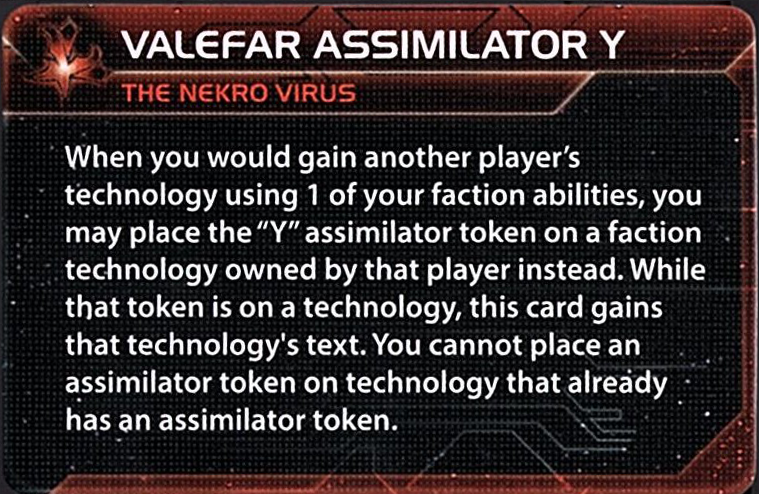 VALEFAR ASSIMILATOR Y
THE NEKRO VIRUS
When you would gain another player’s
technology using 1 of your faction abilities, you
may place the “Y” assimilator token on a faction
technology owned by that player instead. While
that token is on a technology, this card gains
that technology's text. You cannot place an
assimilator token on technology that already
has an assimilator token.